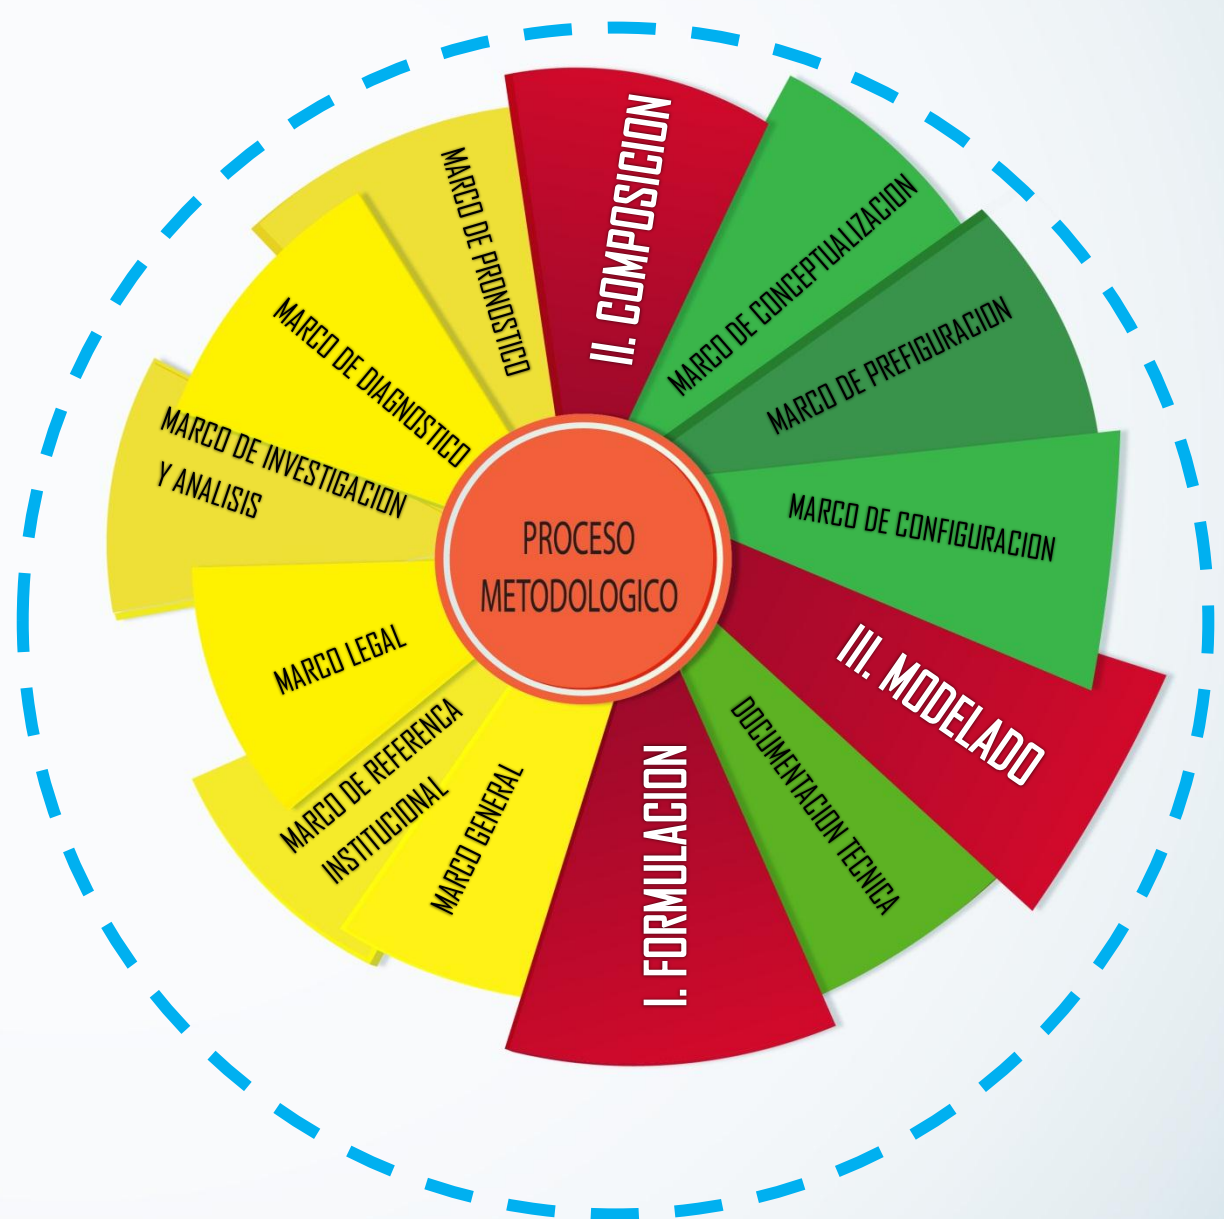 PROCESO
METODOLOGICO
I. FORMULACION
MARCO GENERAL
MARCO DE REFERENCA
INSTITUCIONAL
MARCO LEGAL
MARCO DE INVESTIGACION
Y ANALISIS
MARCO DE DIAGNOSTICO
MARCO DE PRONOSTICO
II. COMPOSICION
MARCO DE CONCEPTUALIZACION
MARCO DE PREFIGURACION
MARCO DE CONFIGURACION
III. MODELADO
DOCUMENTACION TECNICA